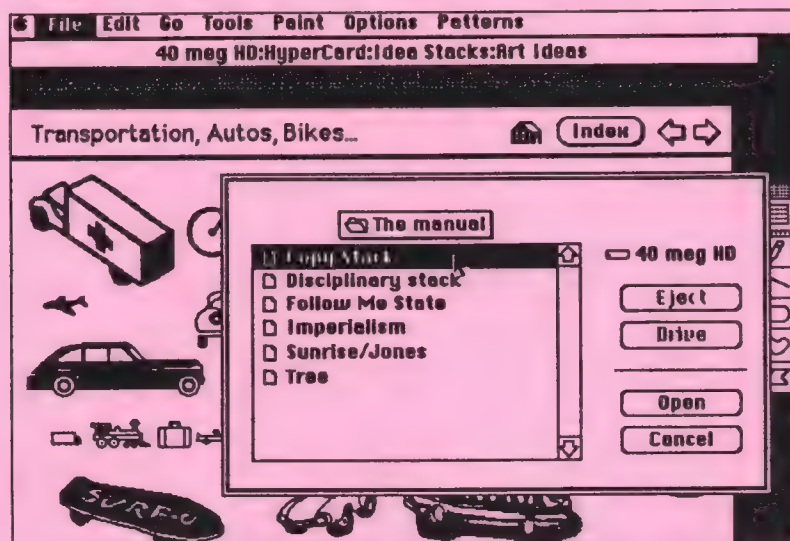 File Edit Go Tools Paint Options Patterns
40 meg HD:HyperCard:Idea Stacks:Art Ideas
Transportation, Autos, Bikes...
Index
The manual
Stack
Disciplinary stack
Follow Me State
Imperialism
Sunrise/Jones
Tree
40 meg HD
Eject
Drive
Open
Cancel
SURF-U